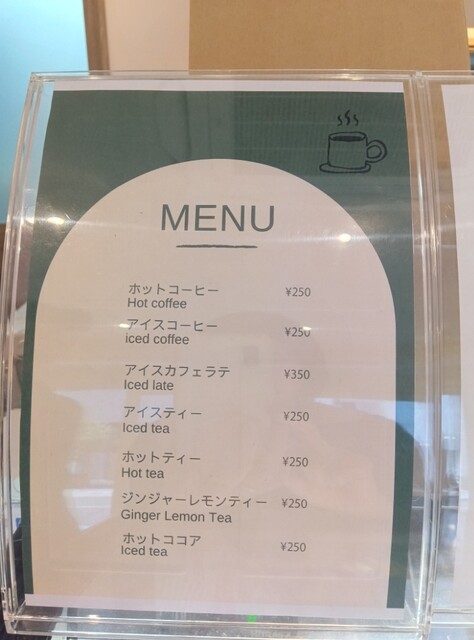 MENU
ホットコーヒー ¥250
Hot coffee
アイスコーヒー ¥250
iced coffee
アイスカフェラテ ¥350
Iced late
アイスティー ¥250
Iced tea
ホットティー ¥250
Hot tea
ジンジャーレモンティー ¥250
Ginger Lemon Tea
ホットココア ¥250
Iced tea